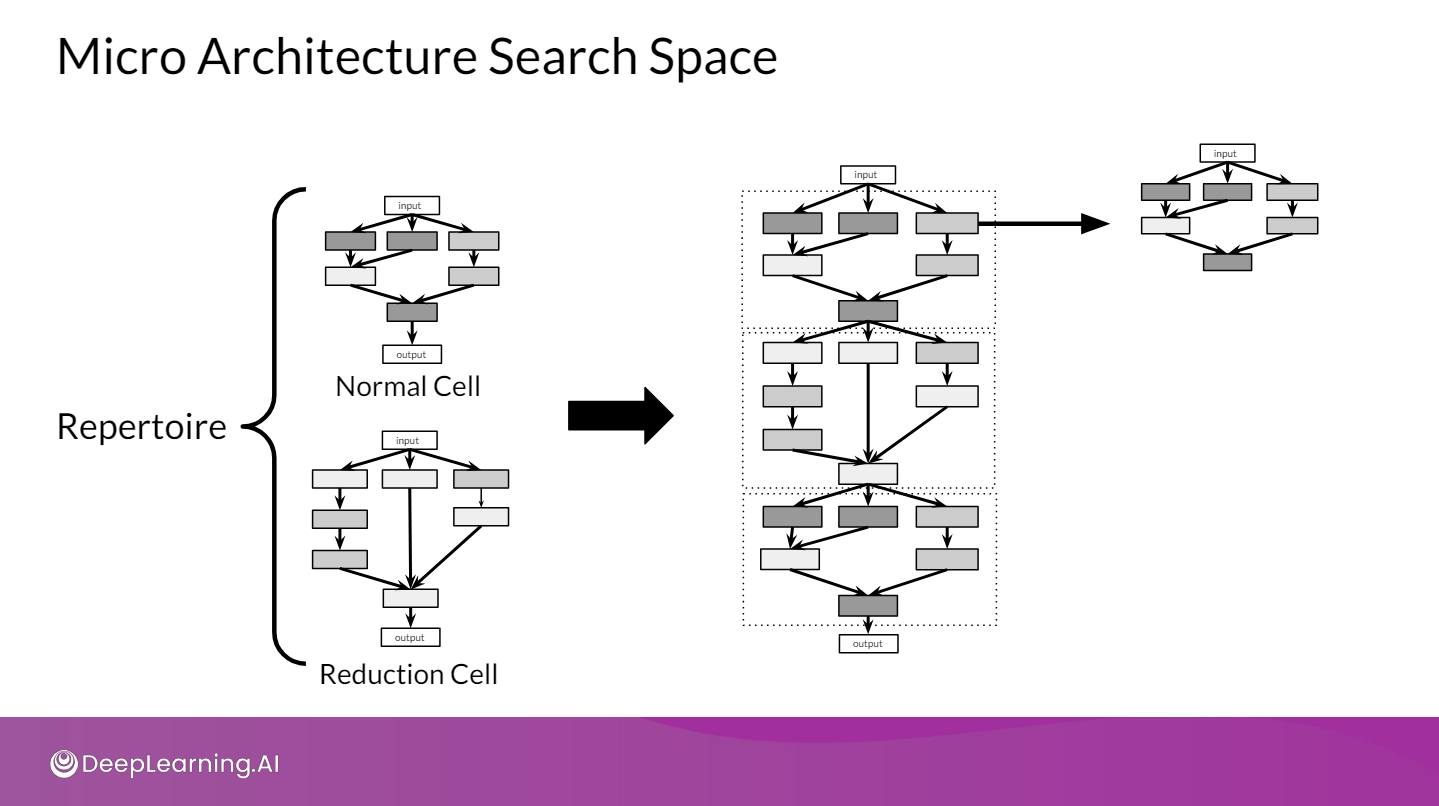 Micro Architecture Search Space
input
output
Normal Cell
Repertoire
input
output
Reduction Cell
input
output
input
DeepLearning.AI